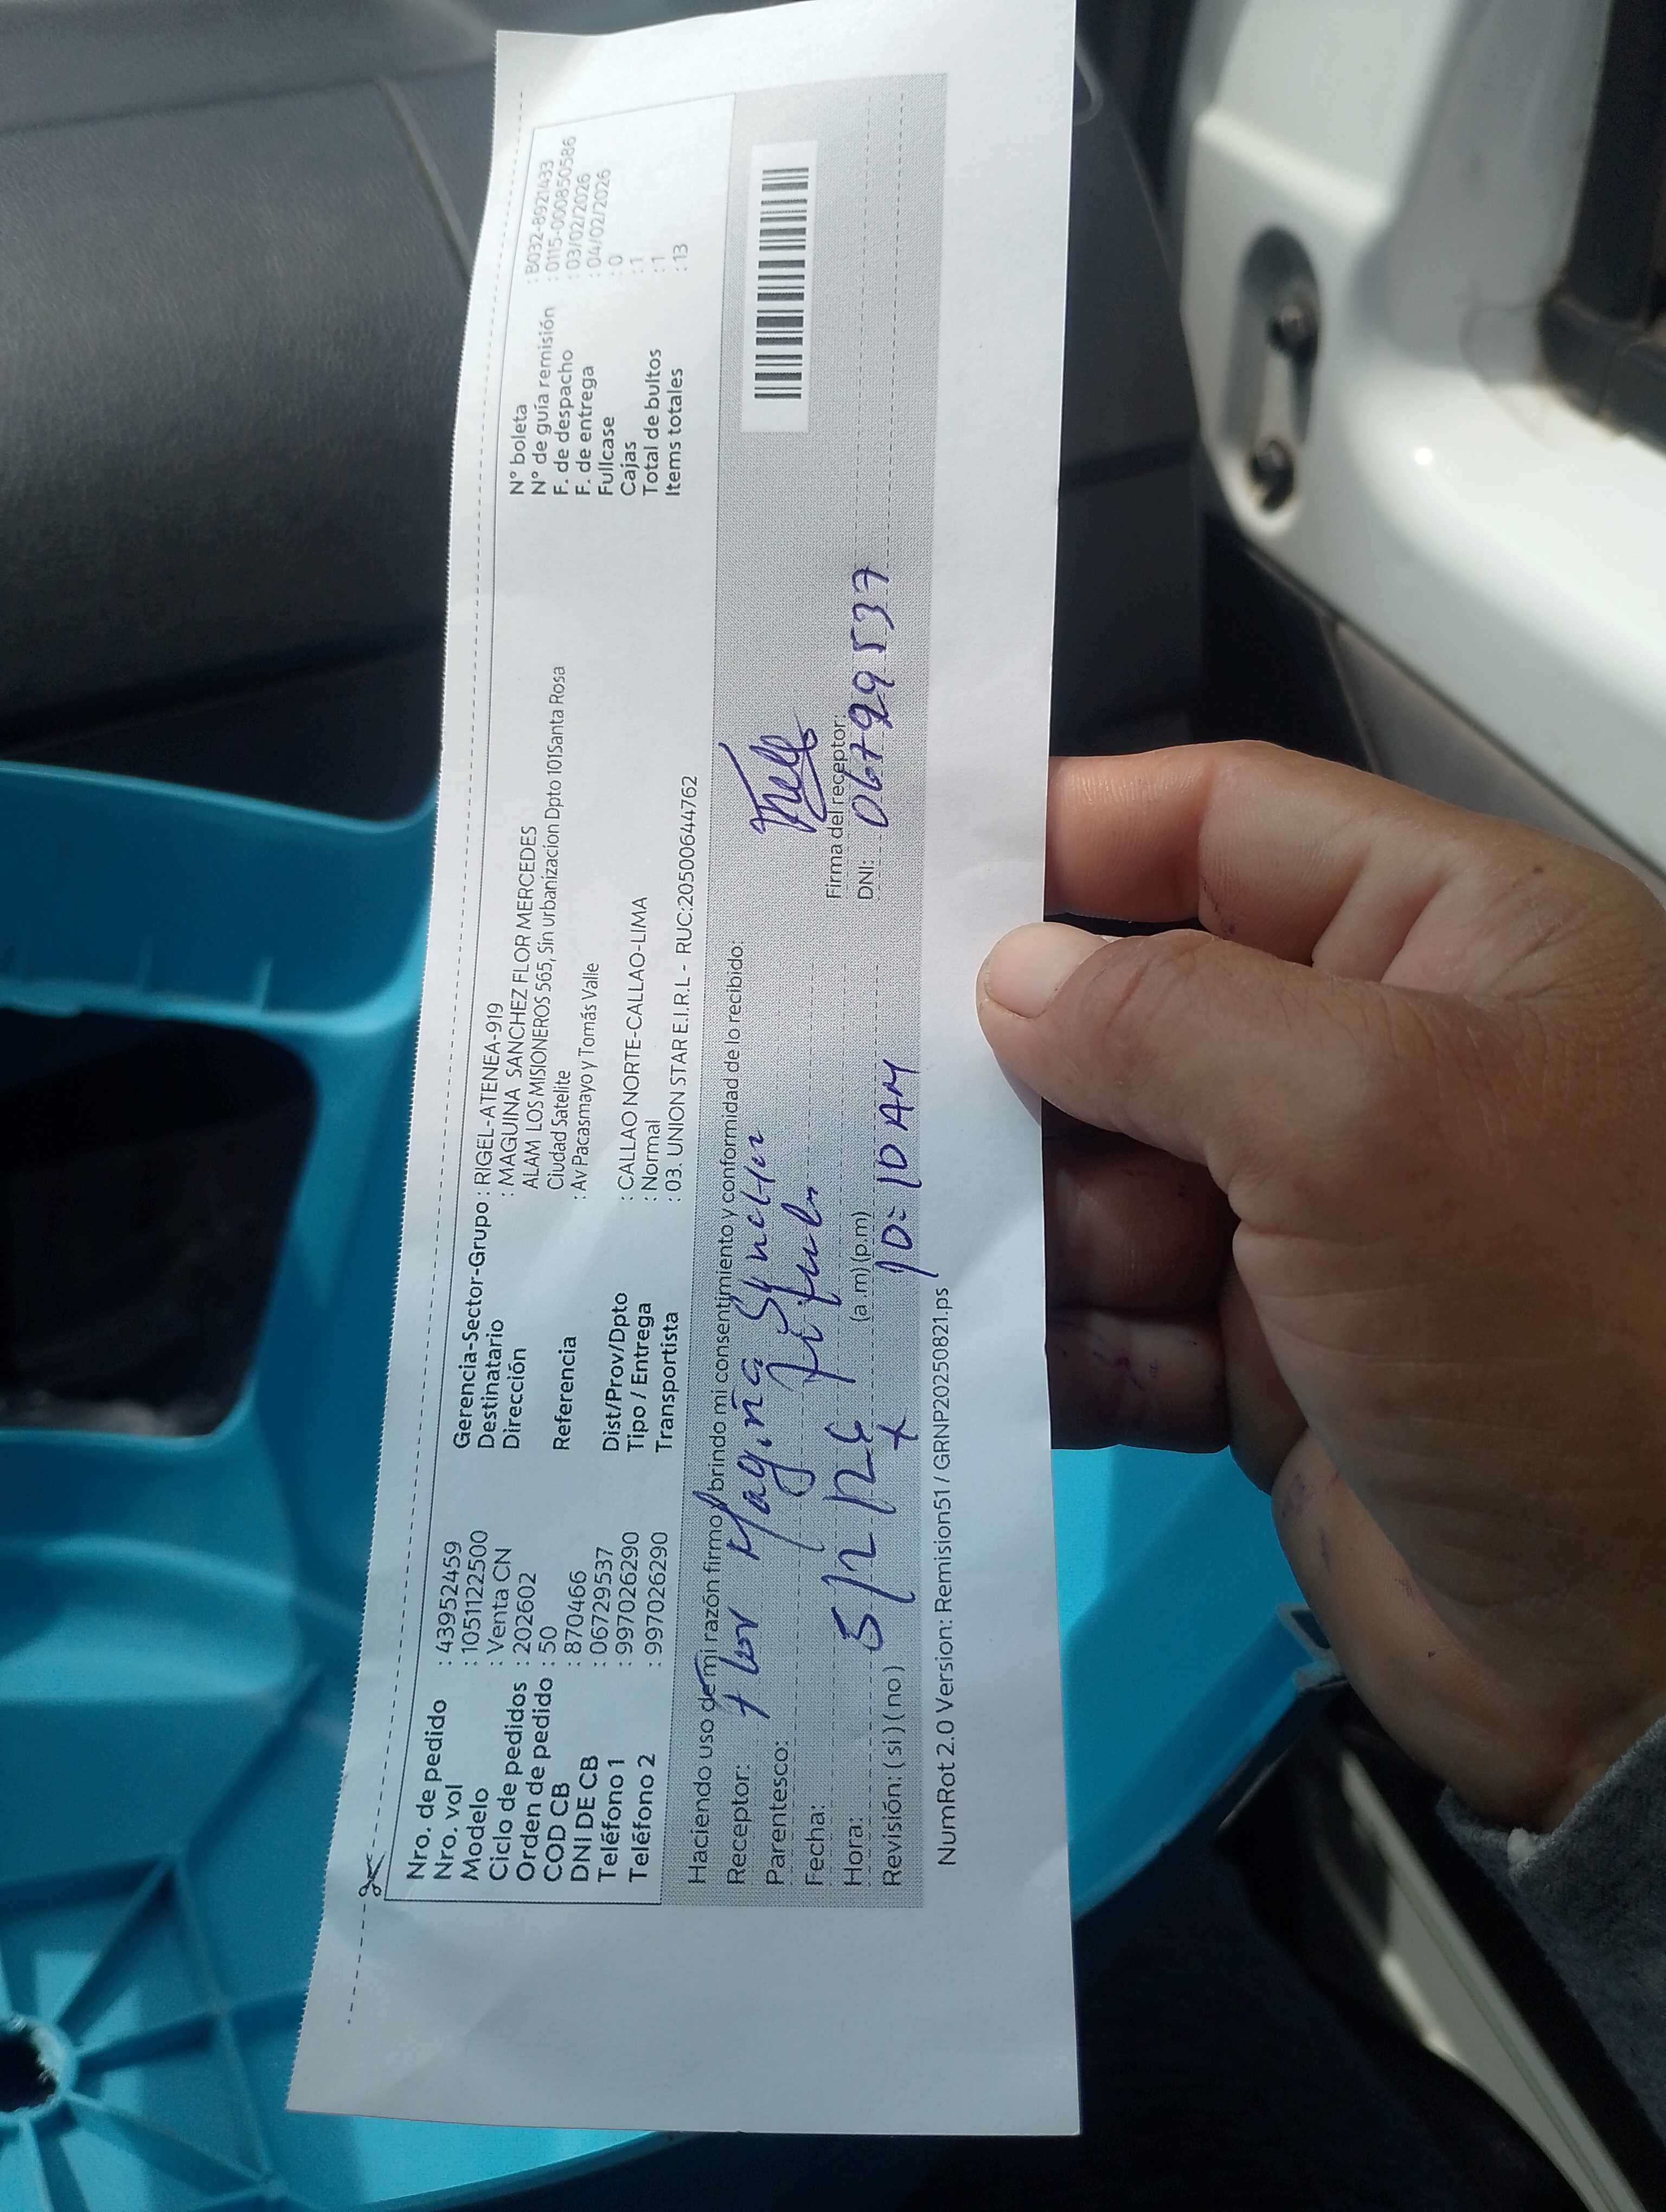 Nro. de pedido : 43952459
Nro. vol : 1051122500
Modelo : Venta CN
Ciclo de pedidos : 202602
Orden de pedido : 50
COD CB : 870466
DNI DE CB : 06729537
Teléfono 1 : 997026290
Teléfono 2 : 997026290
Gerencia-Sector-Grupo : RIGEL-ATENEA-919
Destinatario : MAGUINA SANCHEZ FLOR MERCEDES
Dirección ALAM LOS MISIONEROS 565, Sin urbanizacion Dpto 101Santa Rosa
Ciudad Satelite
Referencia : Av Pacasmayo y Tomás Valle
Dist/Prov/Dpto : CALLAO NORTE-CALLAO-LIMA
Tipo / Entrega : Normal
Transportista : 03. UNION STAR E.I.R.L - RUC:20500644762
N° boleta : B032-8921433
N° de guía remisión : 0115-000850586
F. de despacho : 03/02/2026
F. de entrega : 04/02/2026
Fullcase : 0
Cajas : 1
Total de bultos : 1
Items totales : 13
Haciendo uso de mi razón firmo y brindo mi consentimiento y conformidad de lo recibido.
Receptor: Flor Maguiña Sánchez
Parentesco: Titular
Fecha: 5/2/26
Hora: (a.m) (p.m) 10:10 AM
Revisión: (si) (no) X
Firma del receptor:
DNI: 06729537
NumRot 2.0 Version: Remision51 / GRNP20250821.ps